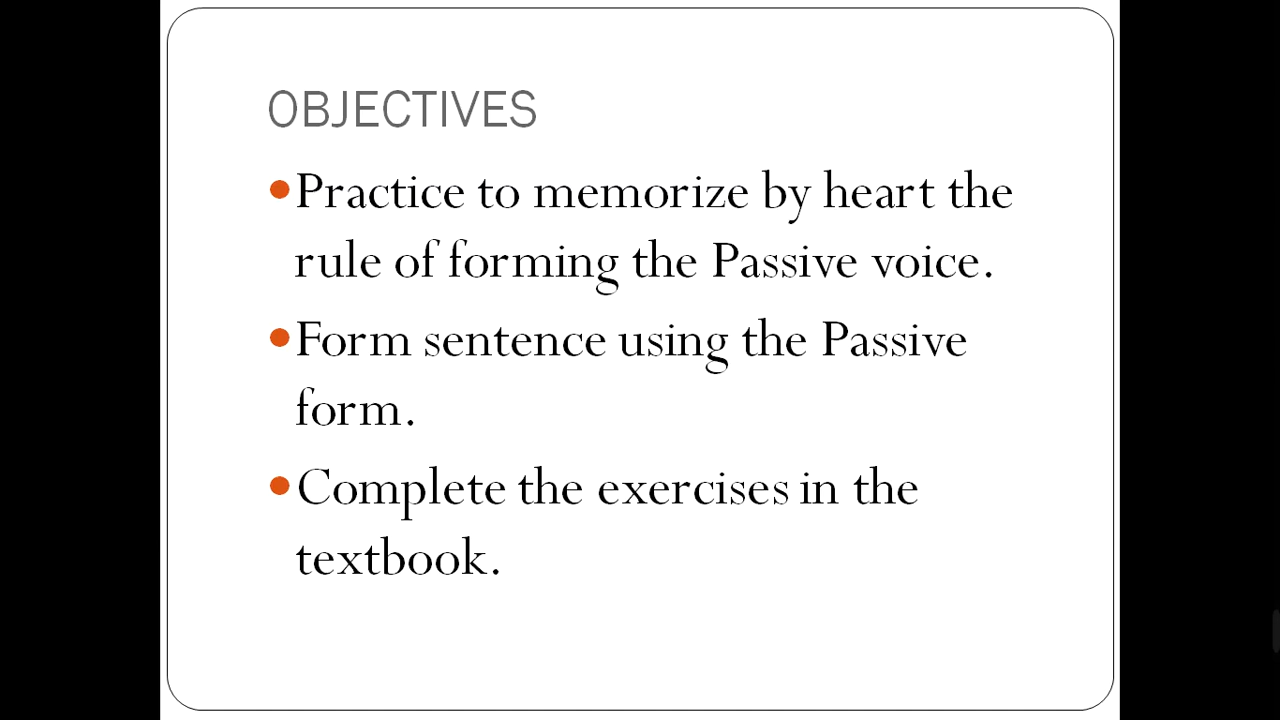 OBJECTIVES
•Practice to memorize by heart the
rule of forming the Passive voice.
•Form sentence using the Passive
form.
•Complete the exercises in the
textbook.